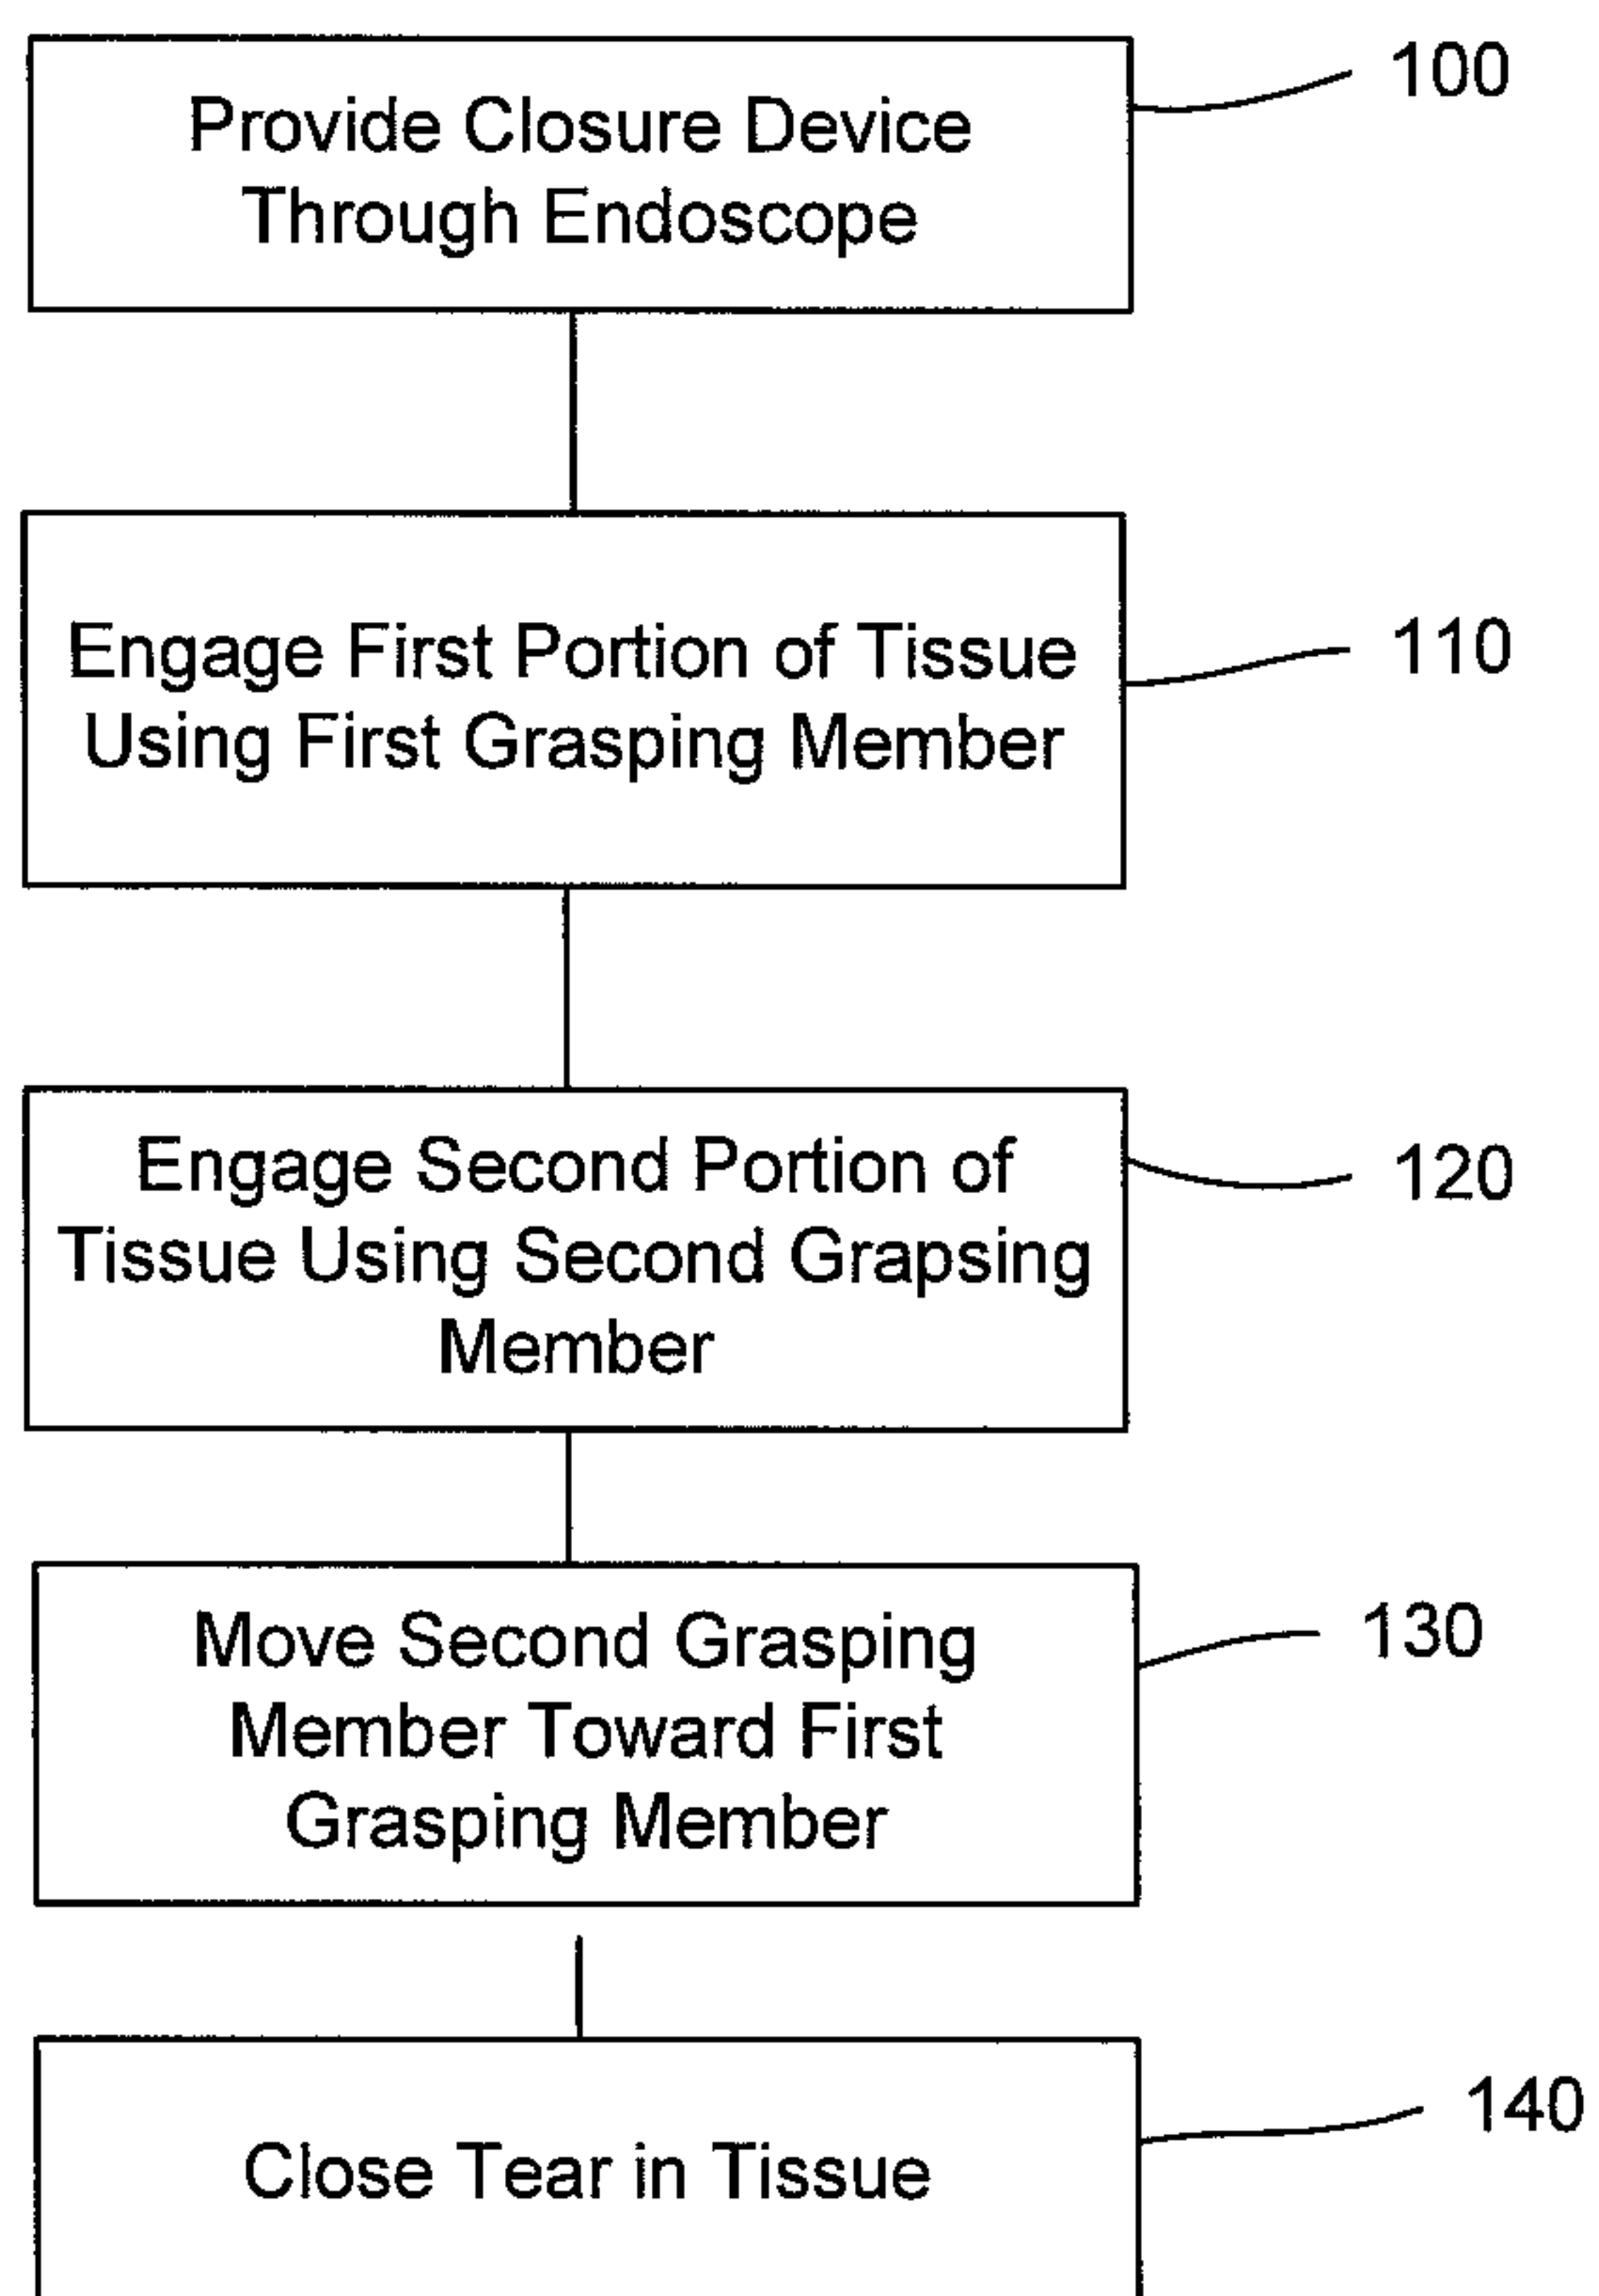 Provide Closure Device
Through Endoscope
100
Engage First Portion of Tissue
Using First Grasping Member
110
Engage Second Portion of
Tissue Using Second Grapsing
Member
120
Move Second Grasping
Member Toward First
Grasping Member
130
Close Tear in Tissue
140